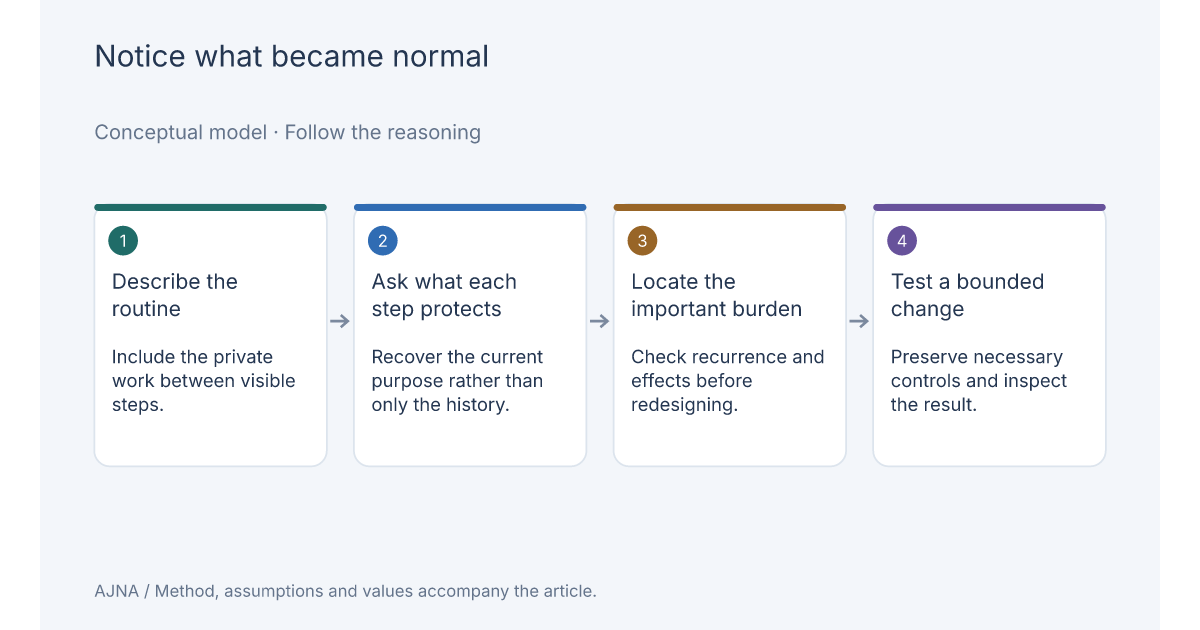 Notice what became normal
Conceptual model · Follow the reasoning
1
Describe the
routine
Include the private
work between visible
steps.
2
Ask what each
step protects
Recover the current
purpose rather than
only the history.
3
Locate the
important burden
Check recurrence and
effects before
redesigning.
4
Test a bounded
change
Preserve necessary
controls and inspect
the result.
AJNA / Method, assumptions and values accompany the article.